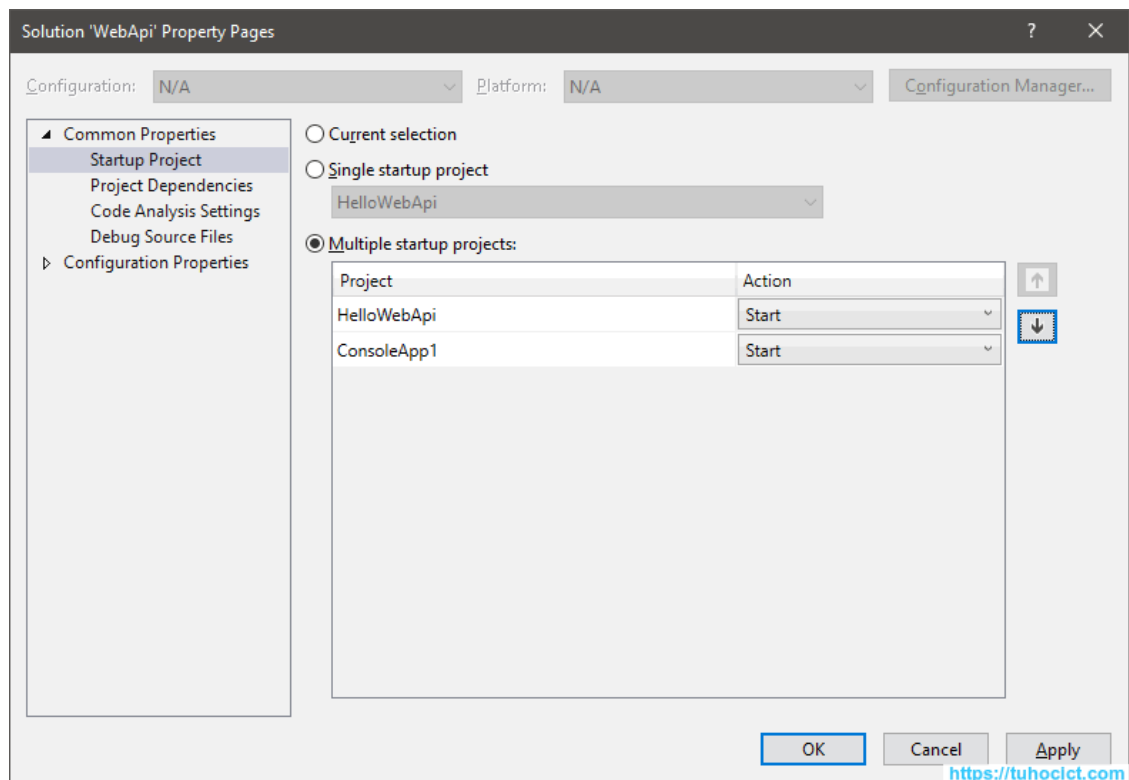 Solution 'WebApi' Property Pages
? ×
Configuration: N/A Platform: N/A Configuration Manager...
Common Properties
Startup Project
Project Dependencies
Code Analysis Settings
Debug Source Files
Configuration Properties
Current selection
Single startup project
HelloWebApi
Multiple startup projects:
Project Action
HelloWebApi Start
ConsoleApp1 Start
OK Cancel Apply
https://tuhocict.com